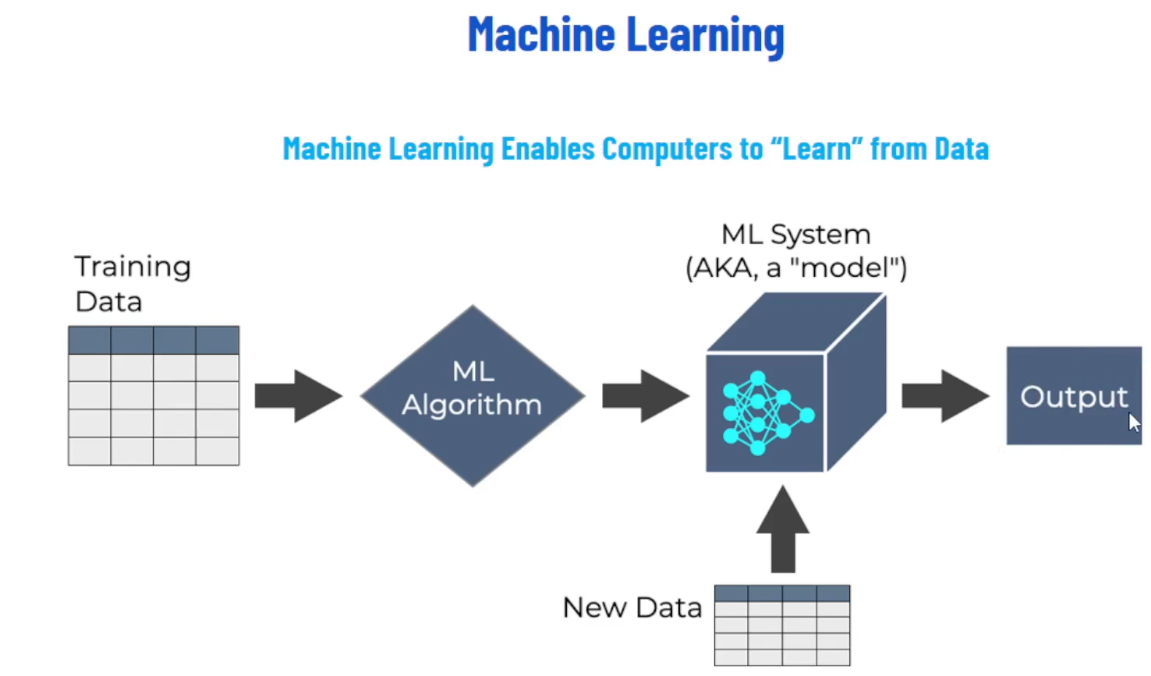 Machine Learning
Machine Learning Enables Computers to “Learn” from Data
Training
Data
ML
Algorithm
ML System
(AKA, a "model")
Output
New Data